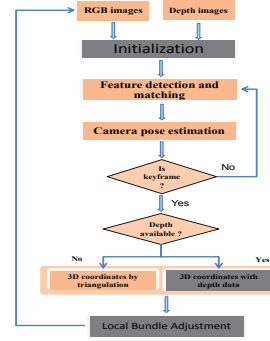 RGB images
Depth images
Initialization
Feature detection and
matching
Camera pose estimation
Is
keyframe
?
No
Yes
Depth
available ?
No
Yes
3D coordinates by
triangulation
3D coordinates with
depth data
Local Bundle Adjustment